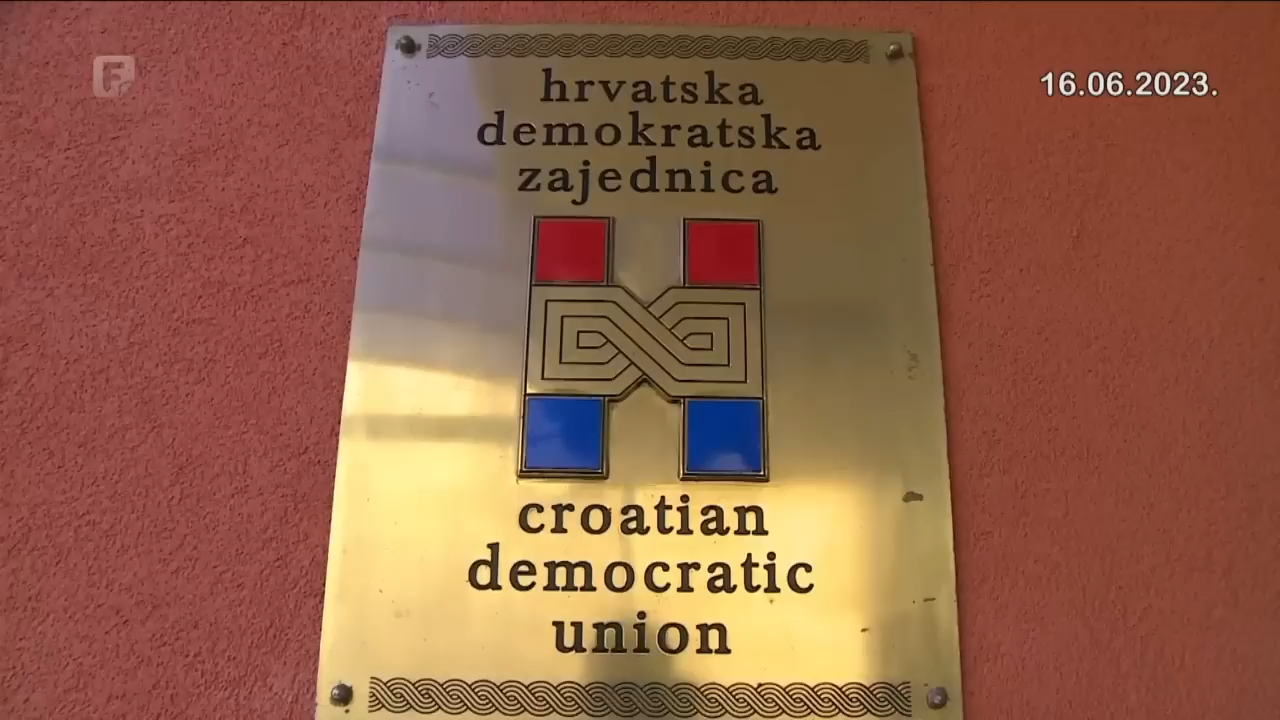 F
16.06.2023.
hrvatska
demokratska
zajednica
croatian
democratic
union